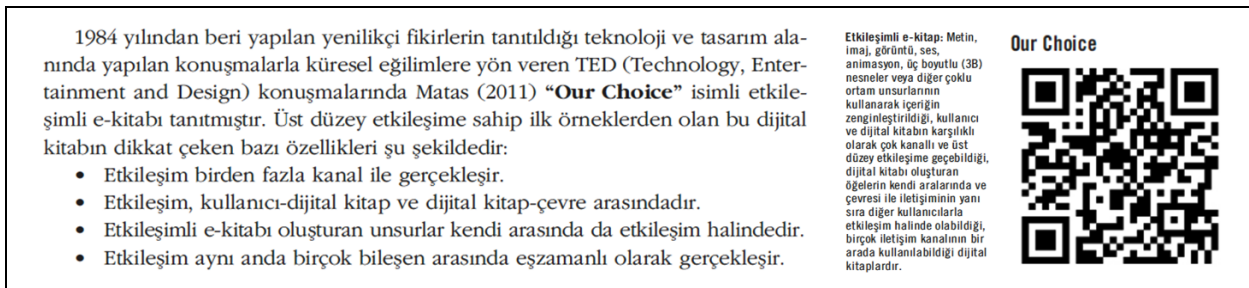 1984 yılından beri yapılan yenilikçi fikirlerin tanıtıldığı teknoloji ve tasarım ala-
nında yapılan konuşmalarla küresel eğilimlere yön veren TED (Technology, Enter-
tainment and Design) konuşmalarında Matas (2011) “Our Choice” isimli etkile-
şimli e-kitabı tanıtmıştır. Üst düzey etkileşime sahip ilk örneklerden olan bu dijital
kitabın dikkat çeken bazı özellikleri şu şekildedir:
• Etkileşim birden fazla kanal ile gerçekleşir.
• Etkileşim, kullanıcı-dijital kitap ve dijital kitap-çevre arasındadır.
• Etkileşimli e-kitabı oluşturan unsurlar kendi arasında da etkileşim halindedir.
• Etkileşim aynı anda birçok bileşen arasında eşzamanlı olarak gerçekleşir.
Etkileşimli e-kitap: Metin,
imaj, görüntü, ses,
animasyon, üç boyutlu (3B)
nesneler veya diğer çoklu
ortam unsurlarının
kullanarak içeriğin
zenginleştirildiği, kullanıcı
ve dijital kitabın karşılıklı
olarak çok kanallı ve üst
düzey etkileşime geçebildiği,
dijital kitabı oluşturan
öğelerin kendi aralarında ve
çevresi ile iletişiminin yanı
sıra diğer kullanıcılarla
etkileşim halinde olabildiği,
birçok iletişim kanalının bir
arada kullanılabildiği dijital
kitaplardır.
Our Choice